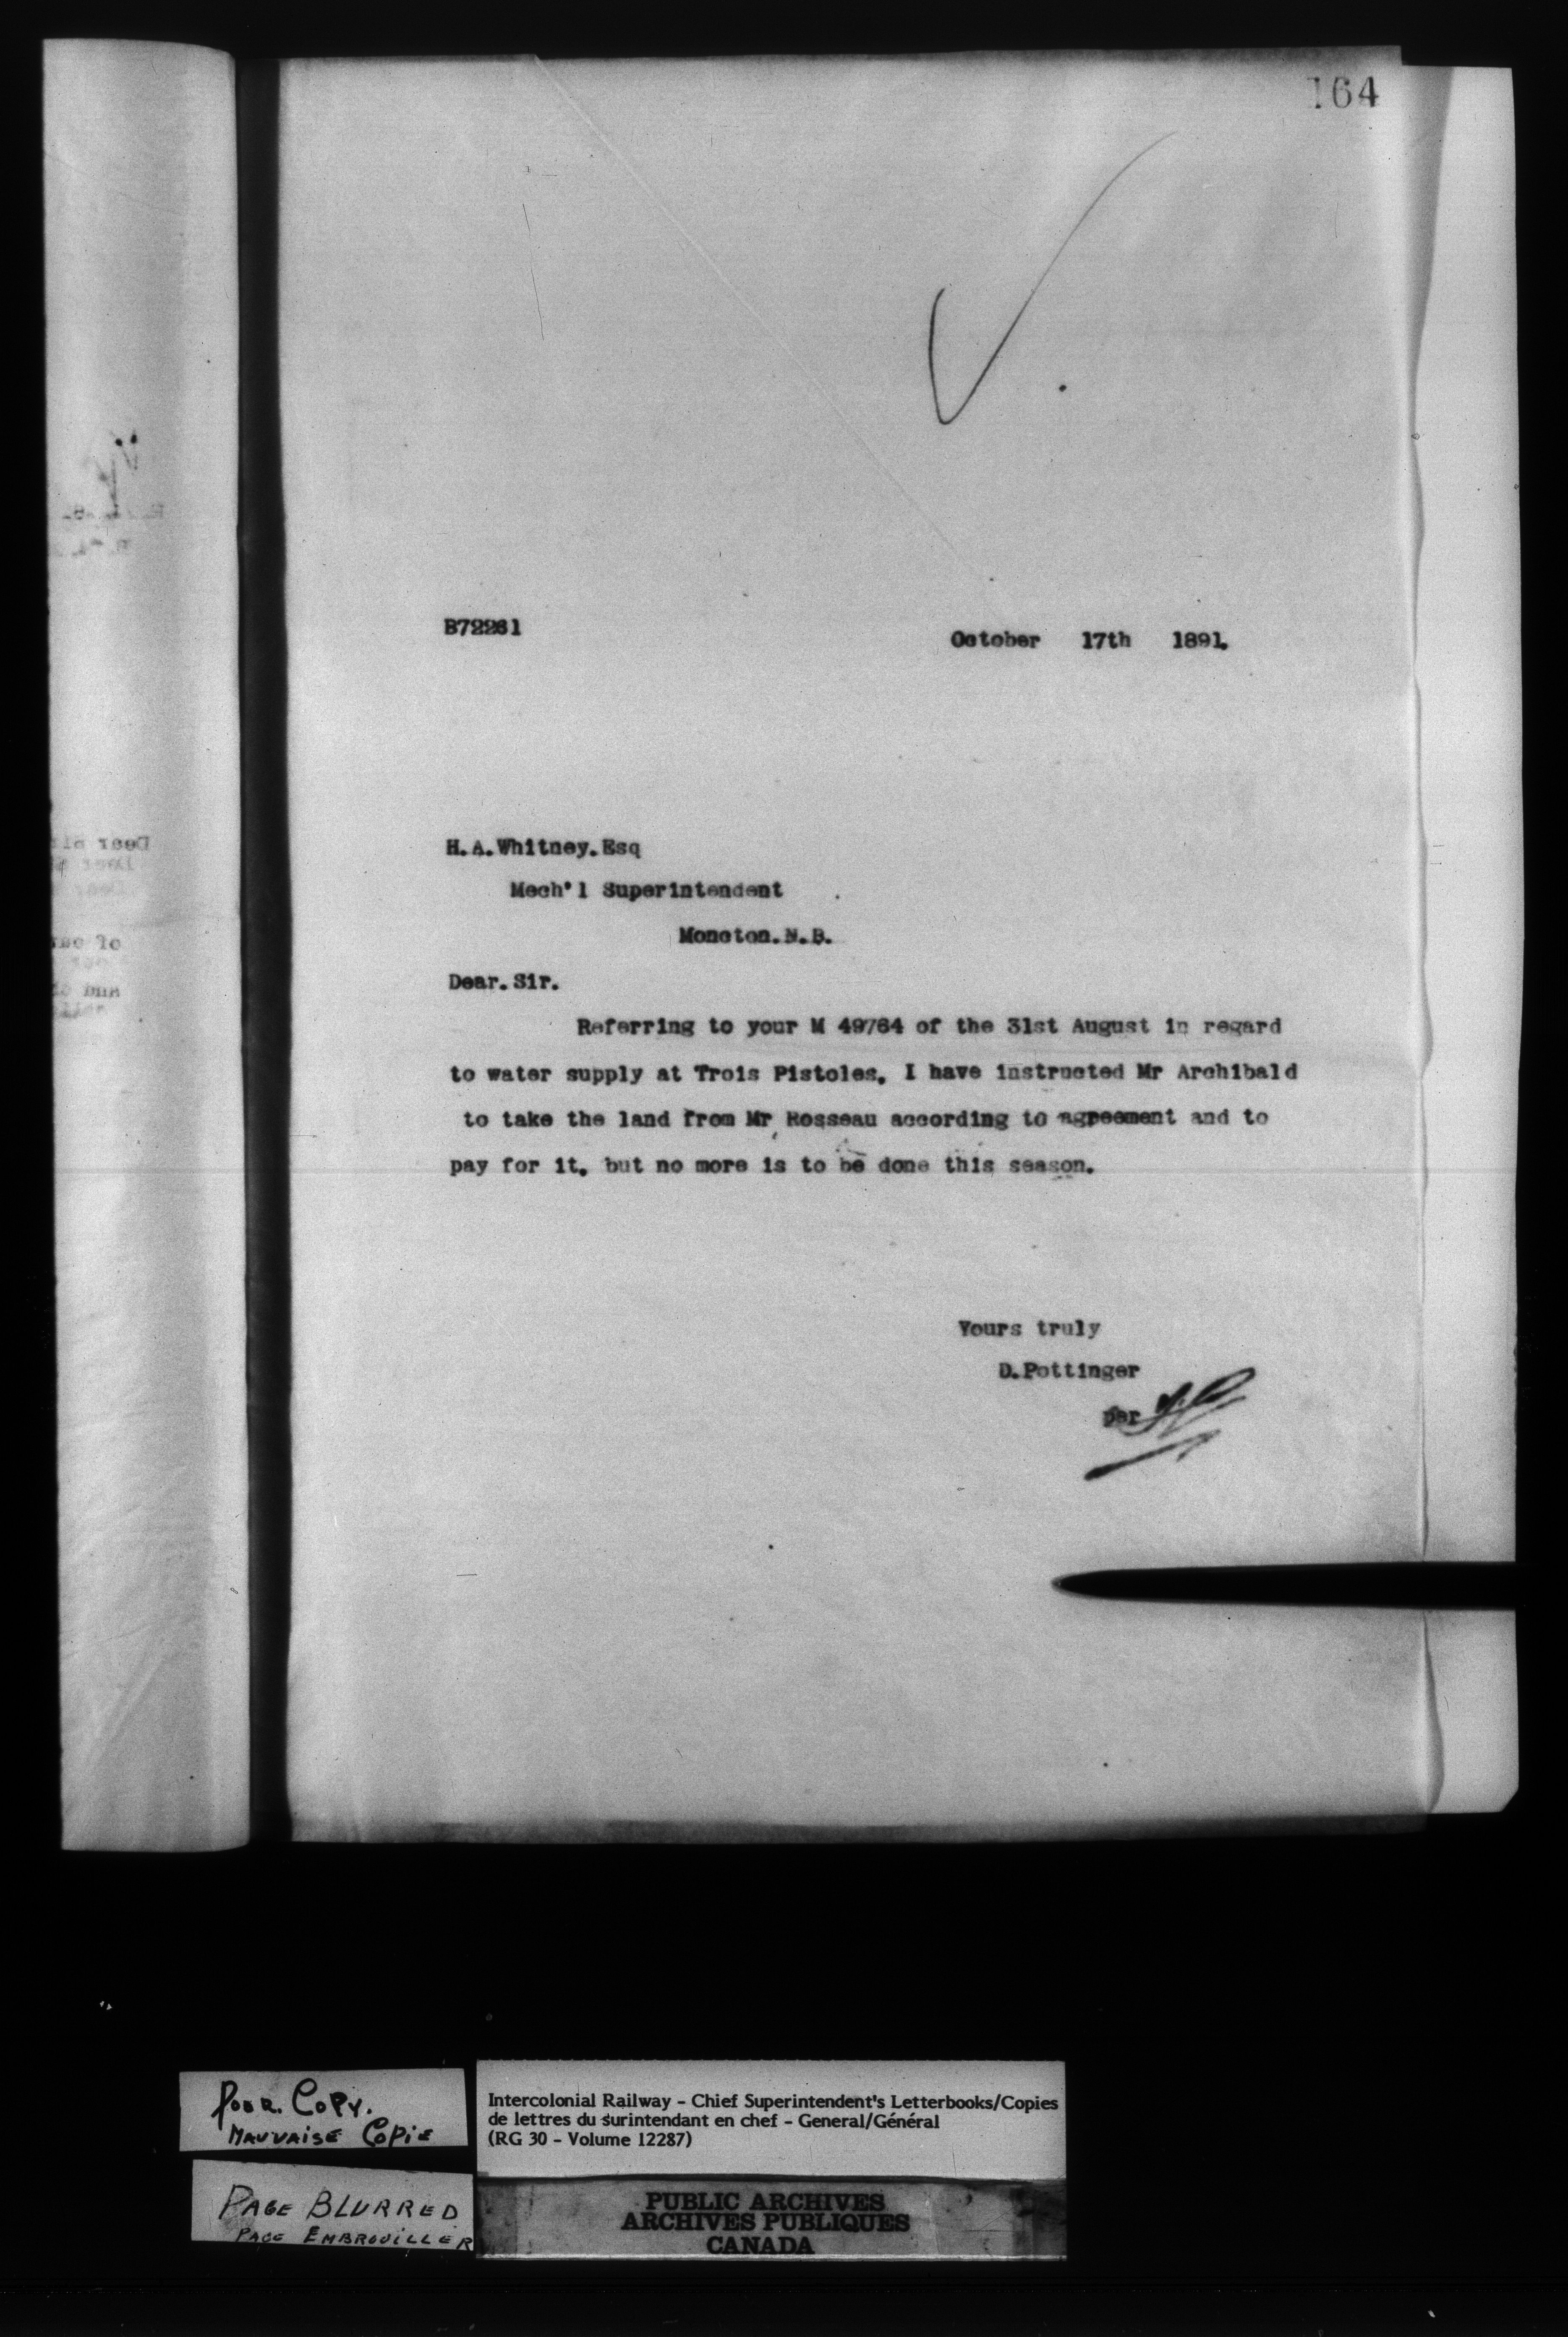 164
B72261
October 17th 1891.
H.A.Whitney.Esq
Mech'l Superintendent
Moncton.N.B.
Dear.Sir.
Referring to your M 49764 of the 31st August in regard
to water supply at Trois Pistoles. I have instructed Mr Archibald
to take the land from Mr Rosseau according to agreement and to
pay for it. but no more is to be done this season.
Yours truly
D.Pottinger
per
Poor. Copy.
Mauvaise Copie
Page Blurred
Page Embrouiller
Intercolonial Railway - Chief Superintendent's Letterbooks/Copies
de lettres du surintendant en chef - General/Général
(RG 30 - Volume 12287)
PUBLIC ARCHIVES
ARCHIVES PUBLIQUES
CANADA